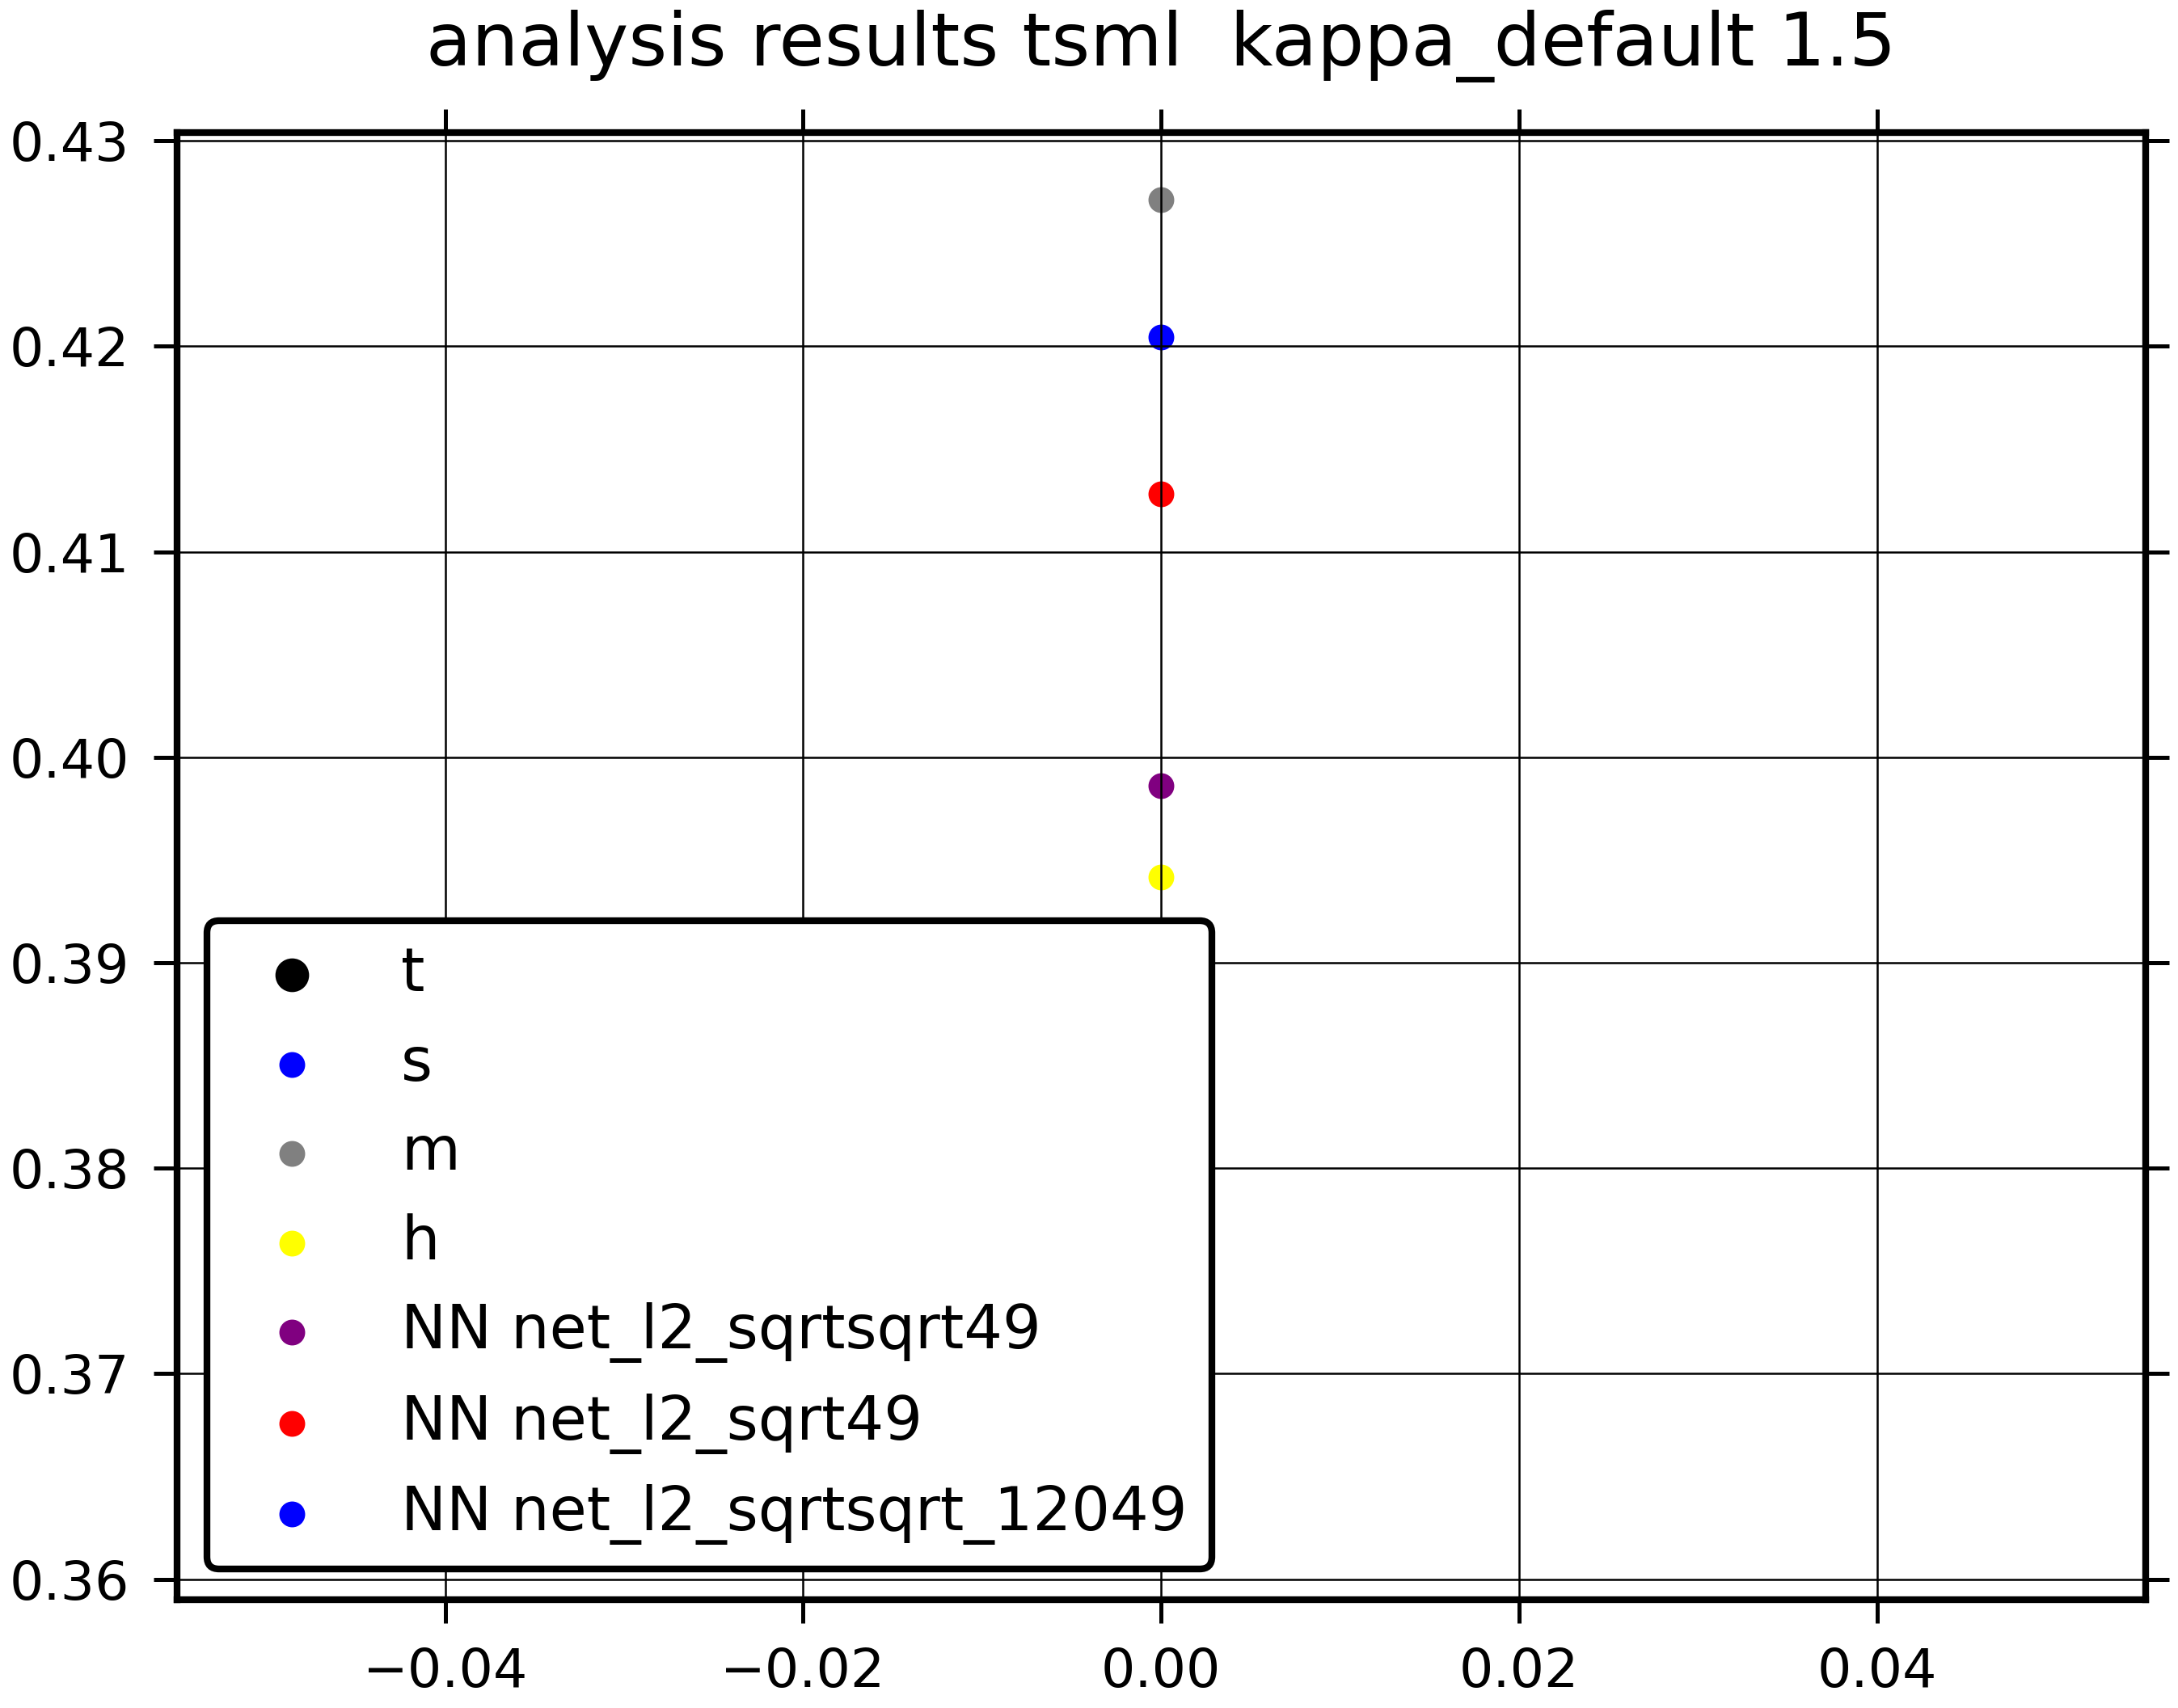 analysis results tsml  kappa_default 1.5
0.43
0.42
0.41
0.40
0.39
0.38
0.37
0.36
t
s
m
h
NN net_l2_sqrtsqrt49
NN net_l2_sqrt49
NN net_l2_sqrtsqrt_12049
−0.04
−0.02
0.00
0.02
0.04